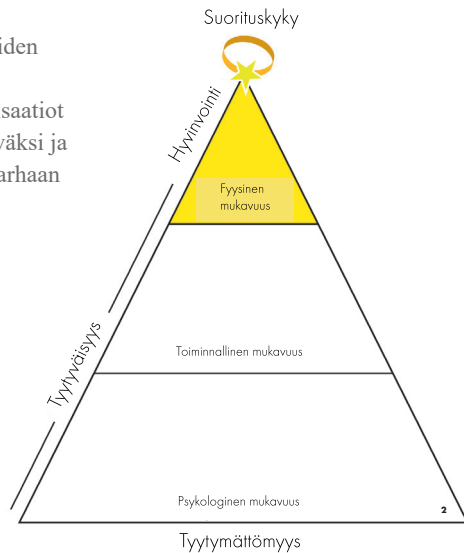 Suorituskyky
iden
saatiot
väksi ja
arhaan
Hyvinvointi
Fyysinen
mukavuus
Tyytyväisyys
Toiminnallinen mukavuus
Psykologinen mukavuus
2
Tyytymättömyys